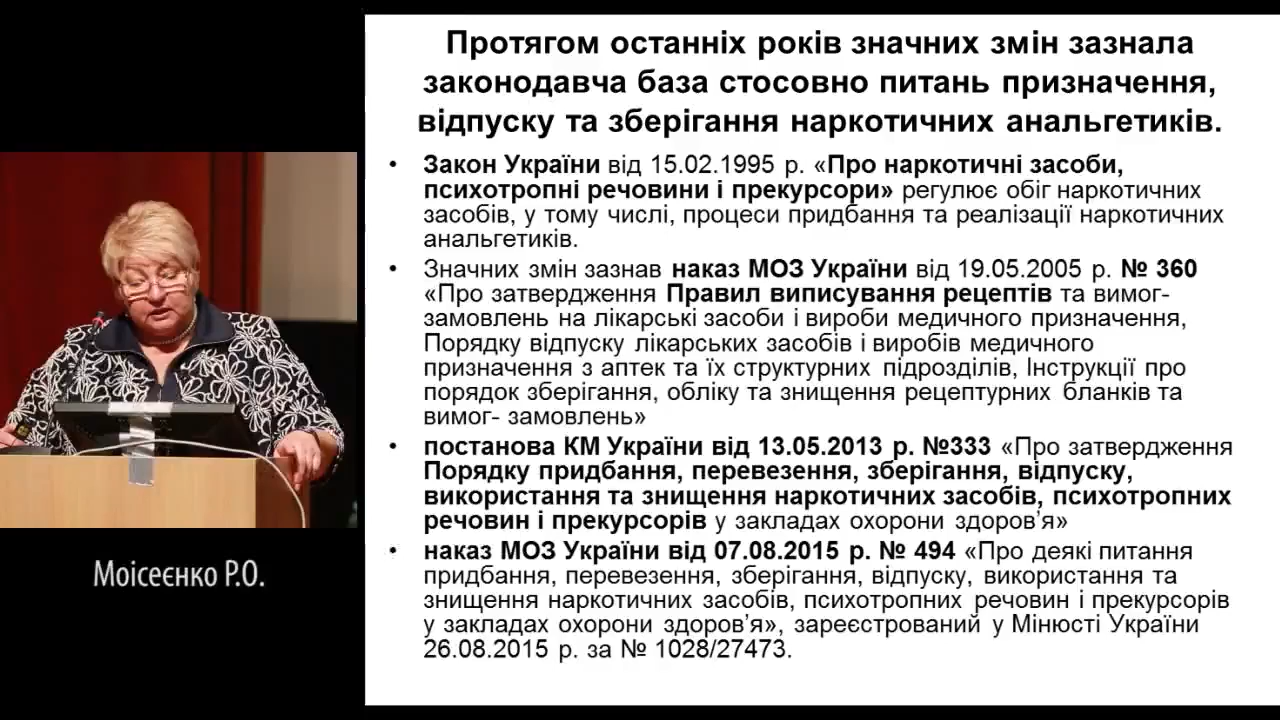 Протягом останніх років значних змін зазнала
законодавча база стосовно питань призначення,
відпуску та зберігання наркотичних анальгетиків.
• Закон України від 15.02.1995 р. «Про наркотичні засоби,
психотропні речовини і прекурсори» регулює обіг наркотичних
засобів, у тому числі, процеси придбання та реалізації наркотичних
анальгетиків.
• Значних змін зазнав наказ МОЗ України від 19.05.2005 р. № 360
«Про затвердження Правил виписування рецептів та вимог-
замовлень на лікарські засоби і вироби медичного призначення,
Порядку відпуску лікарських засобів і виробів медичного
призначення з аптек та їх структурних підрозділів, Інструкції про
порядок зберігання, обліку та знищення рецептурних бланків та
вимог- замовлень»
• постанова КМ України від 13.05.2013 р. №333 «Про затвердження
Порядку придбання, перевезення, зберігання, відпуску,
використання та знищення наркотичних засобів, психотропних
речовин і прекурсорів у закладах охорони здоров’я»
• наказ МОЗ України від 07.08.2015 р. № 494 «Про деякі питання
придбання, перевезення, зберігання, відпуску, використання та
знищення наркотичних засобів, психотропних речовин і прекурсорів
у закладах охорони здоров’я», зареєстрований у Мінюсті України
26.08.2015 р. за № 1028/27473.
Моісеєнко Р.О.